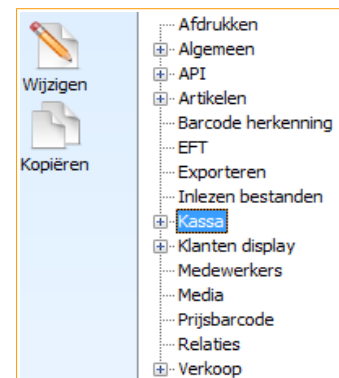 Wijzigen
Kopiëren
Afdrukken
Algemeen
API
Artikelen
Barcode herkenning
EFT
Exporteren
Inlezen bestanden
Kassa
Klanten display
Medewerkers
Media
Prijsbarcode
Relaties
Verkoop